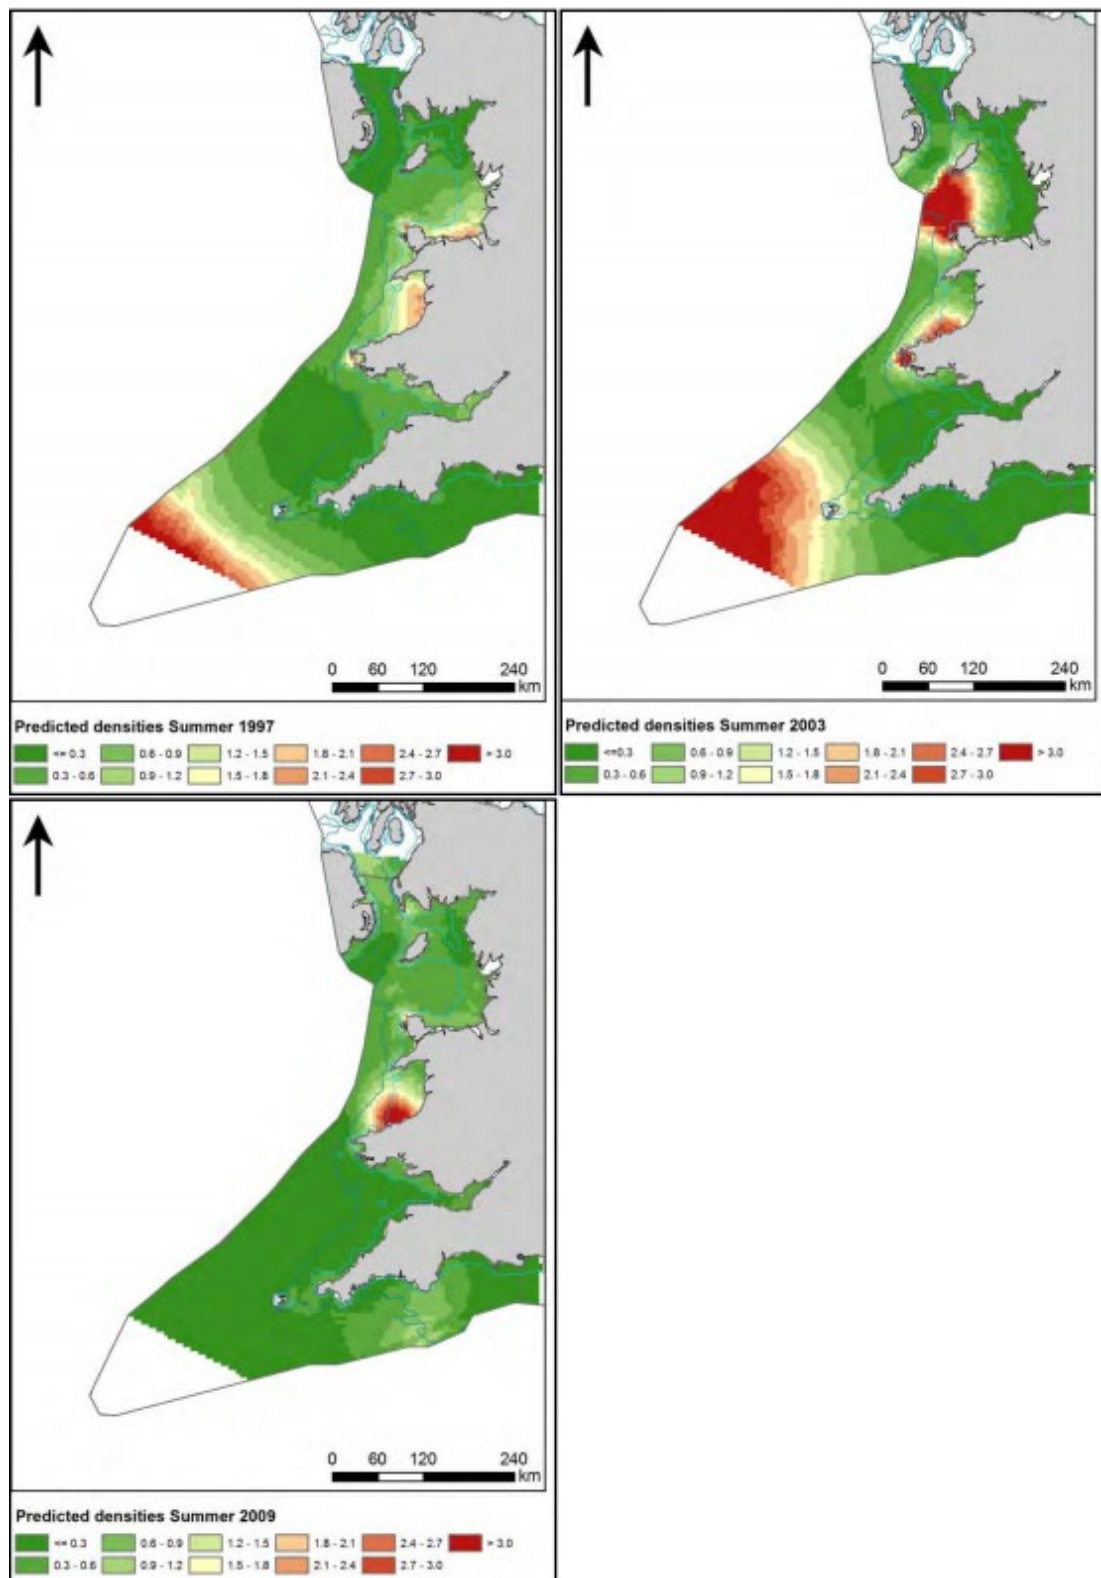 0 60 120 240
km
Predicted densities Summer 1997
<= 0.3 0.6 - 0.9 1.2 - 1.5 1.8 - 2.1 2.4 - 2.7 > 3.0
0.3 - 0.6 0.9 - 1.2 1.5 - 1.8 2.1 - 2.4 2.7 - 3.0
0 60 120 240
km
Predicted densities Summer 2003
<=0.3 0.6 - 0.9 1.2 - 1.5 1.8 - 2.1 2.4 - 2.7 > 3.0
0.3 - 0.6 0.9 - 1.2 1.5 - 1.8 2.1 - 2.4 2.7 - 3.0
0 60 120 240
km
Predicted densities Summer 2009
<= 0.3 0.6 - 0.9 1.2 - 1.5 1.8 - 2.1 2.4 - 2.7 > 3.0
0.3 - 0.6 0.9 - 1.2 1.5 - 1.8 2.1 - 2.4 2.7 - 3.0